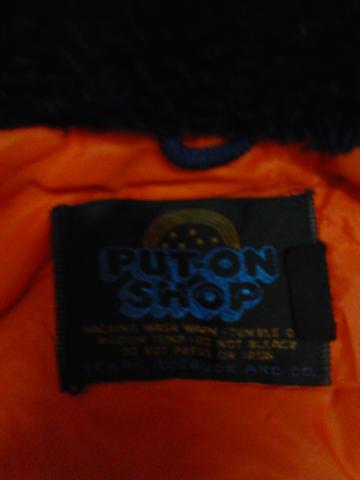 PUT-ON
SHOP
MACHINE WASH WARM - TUMBLE D
MEDIUM TEMP - DO NOT BLEACH
DO NOT PRESS OR IRON
SEARS, ROEBUCK AND CO.